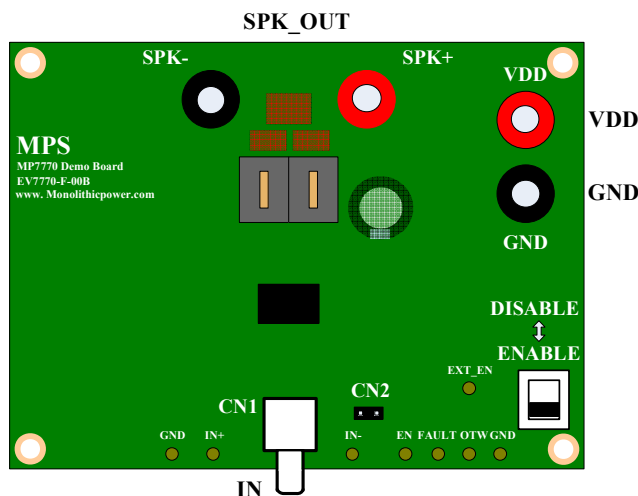 SPK_OUT
SPK-
SPK+
VDD
VDD
MPS
MP7770 Demo Board
EV7770-F-00B
www. Monolithicpower.com
GND
GND
DISABLE
ENABLE
EXT_EN
CN2
CN1
GND
IN+
IN-
EN
FAULT
OTW
GND
IN